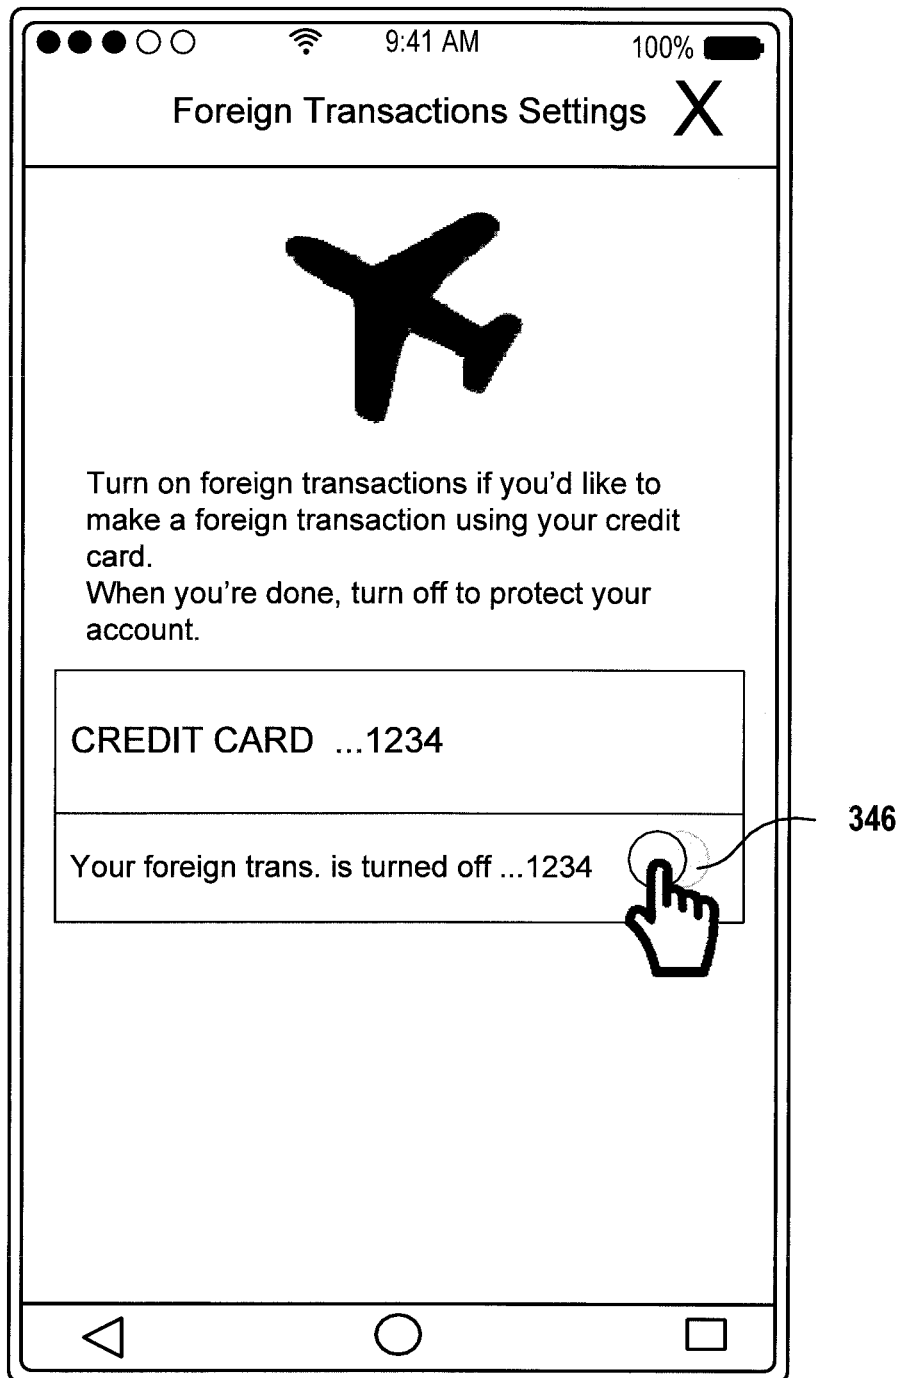 9:41 AM
100%
Foreign Transactions Settings X
Turn on foreign transactions if you'd like to
make a foreign transaction using your credit
card.
When you're done, turn off to protect your
account.
CREDIT CARD ...1234
346
Your foreign trans. is turned off ...1234